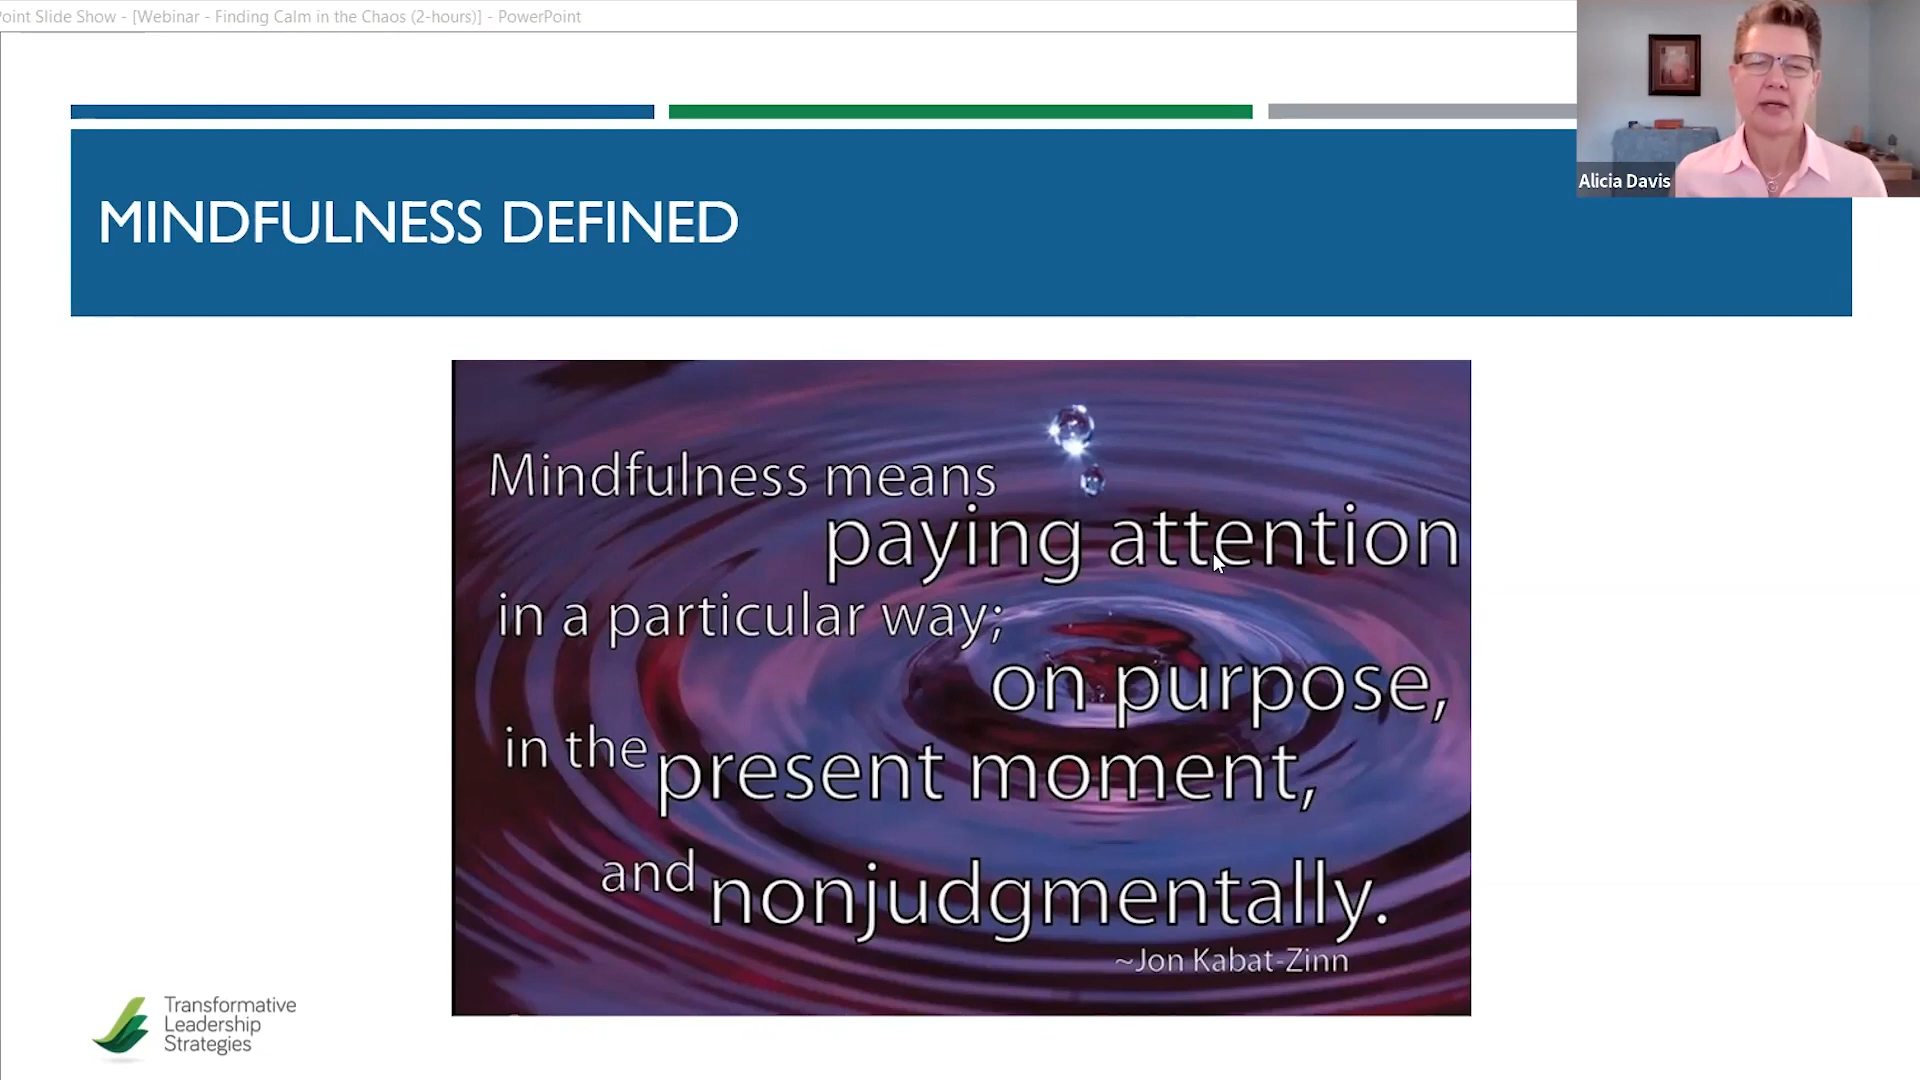 oint Slide Show - [Webinar - Finding Calm in the Chaos (2-hours)] - PowerPoint
Alicia Davis
MINDFULNESS DEFINED
Mindfulness means
paying attention
in a particular way;
on purpose,
in the present moment,
and nonjudgmentally.
~Jon Kabat-Zinn
Transformative
Leadership
Strategies